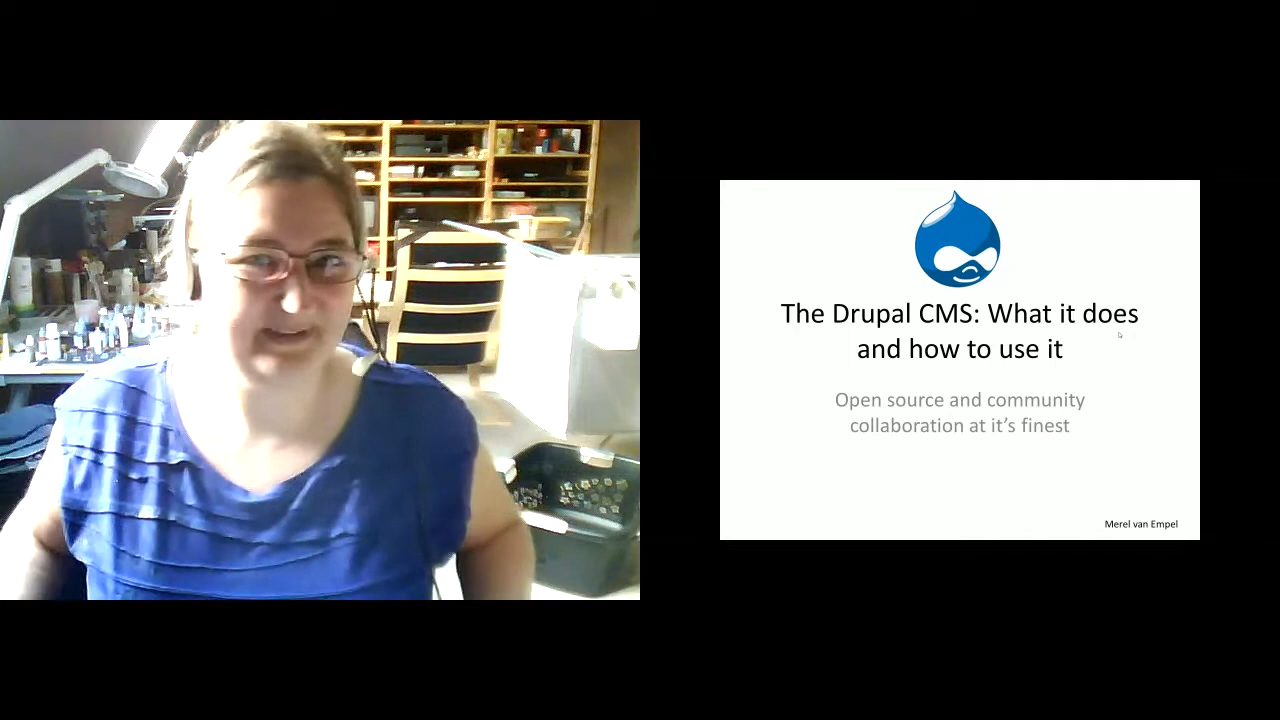 The Drupal CMS: What it does
and how to use it
Open source and community
collaboration at it's finest
Merel van Empel